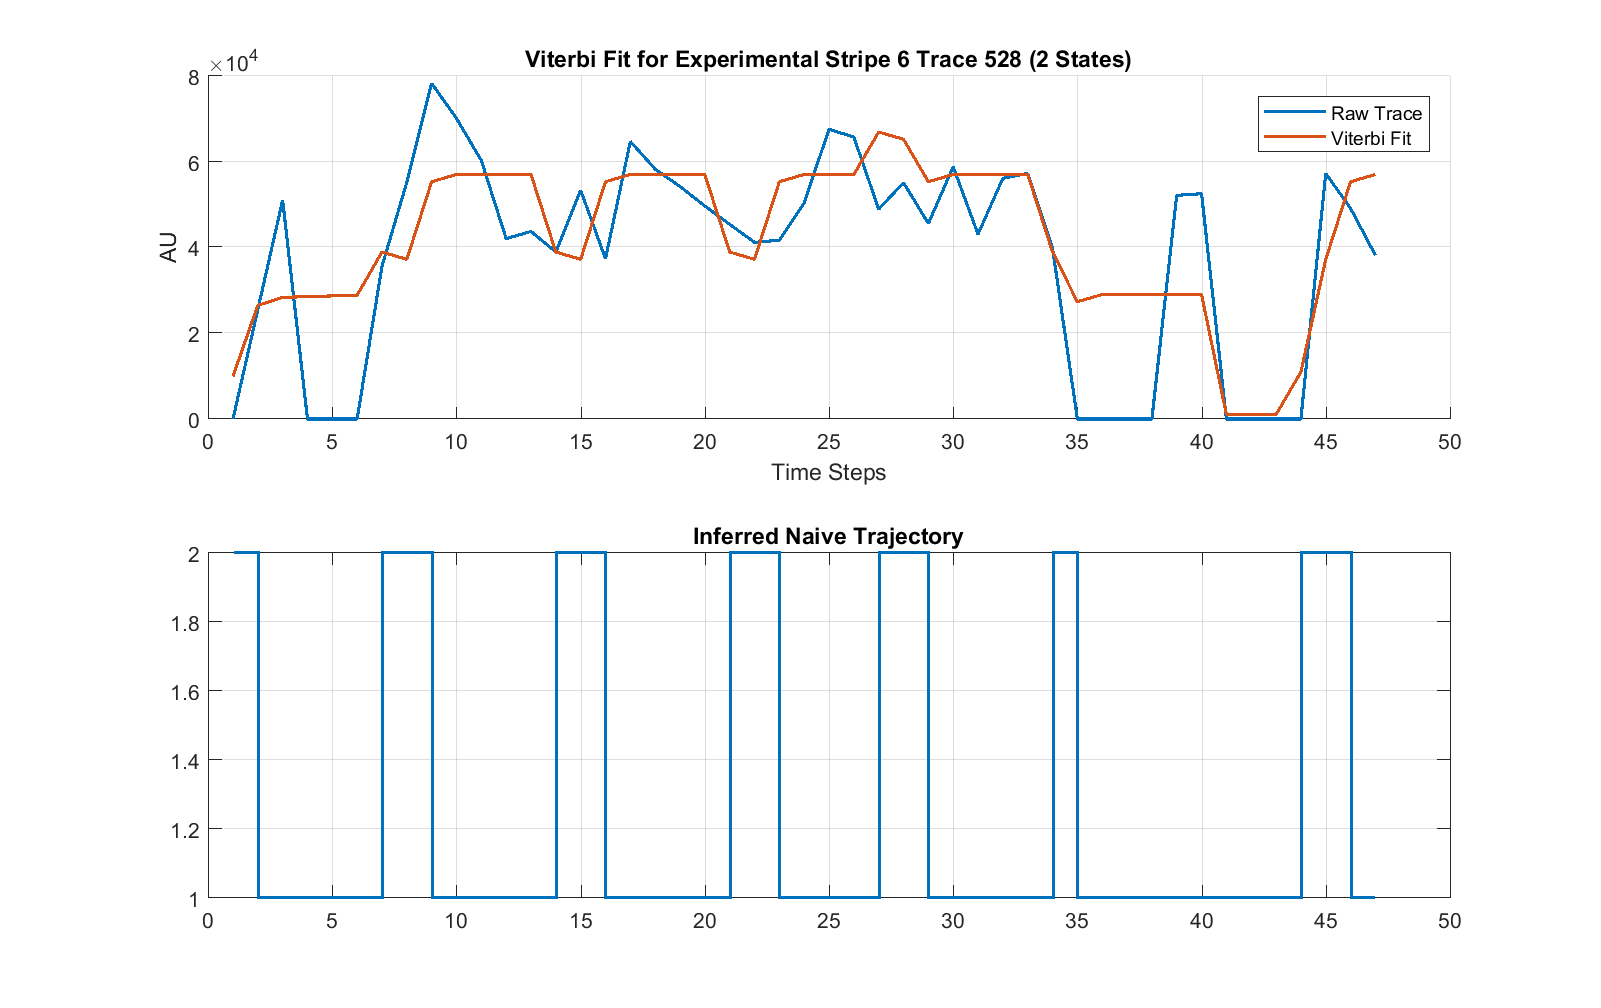 Viterbi Fit for Experimental Stripe 6 Trace 528 (2 States)
×10⁴
8
6
4
2
0
AU
Raw Trace
Viterbi Fit
0 5 10 15 20 25 30 35 40 45 50
Time Steps
Inferred Naive Trajectory
2
1.8
1.6
1.4
1.2
1
0 5 10 15 20 25 30 35 40 45 50